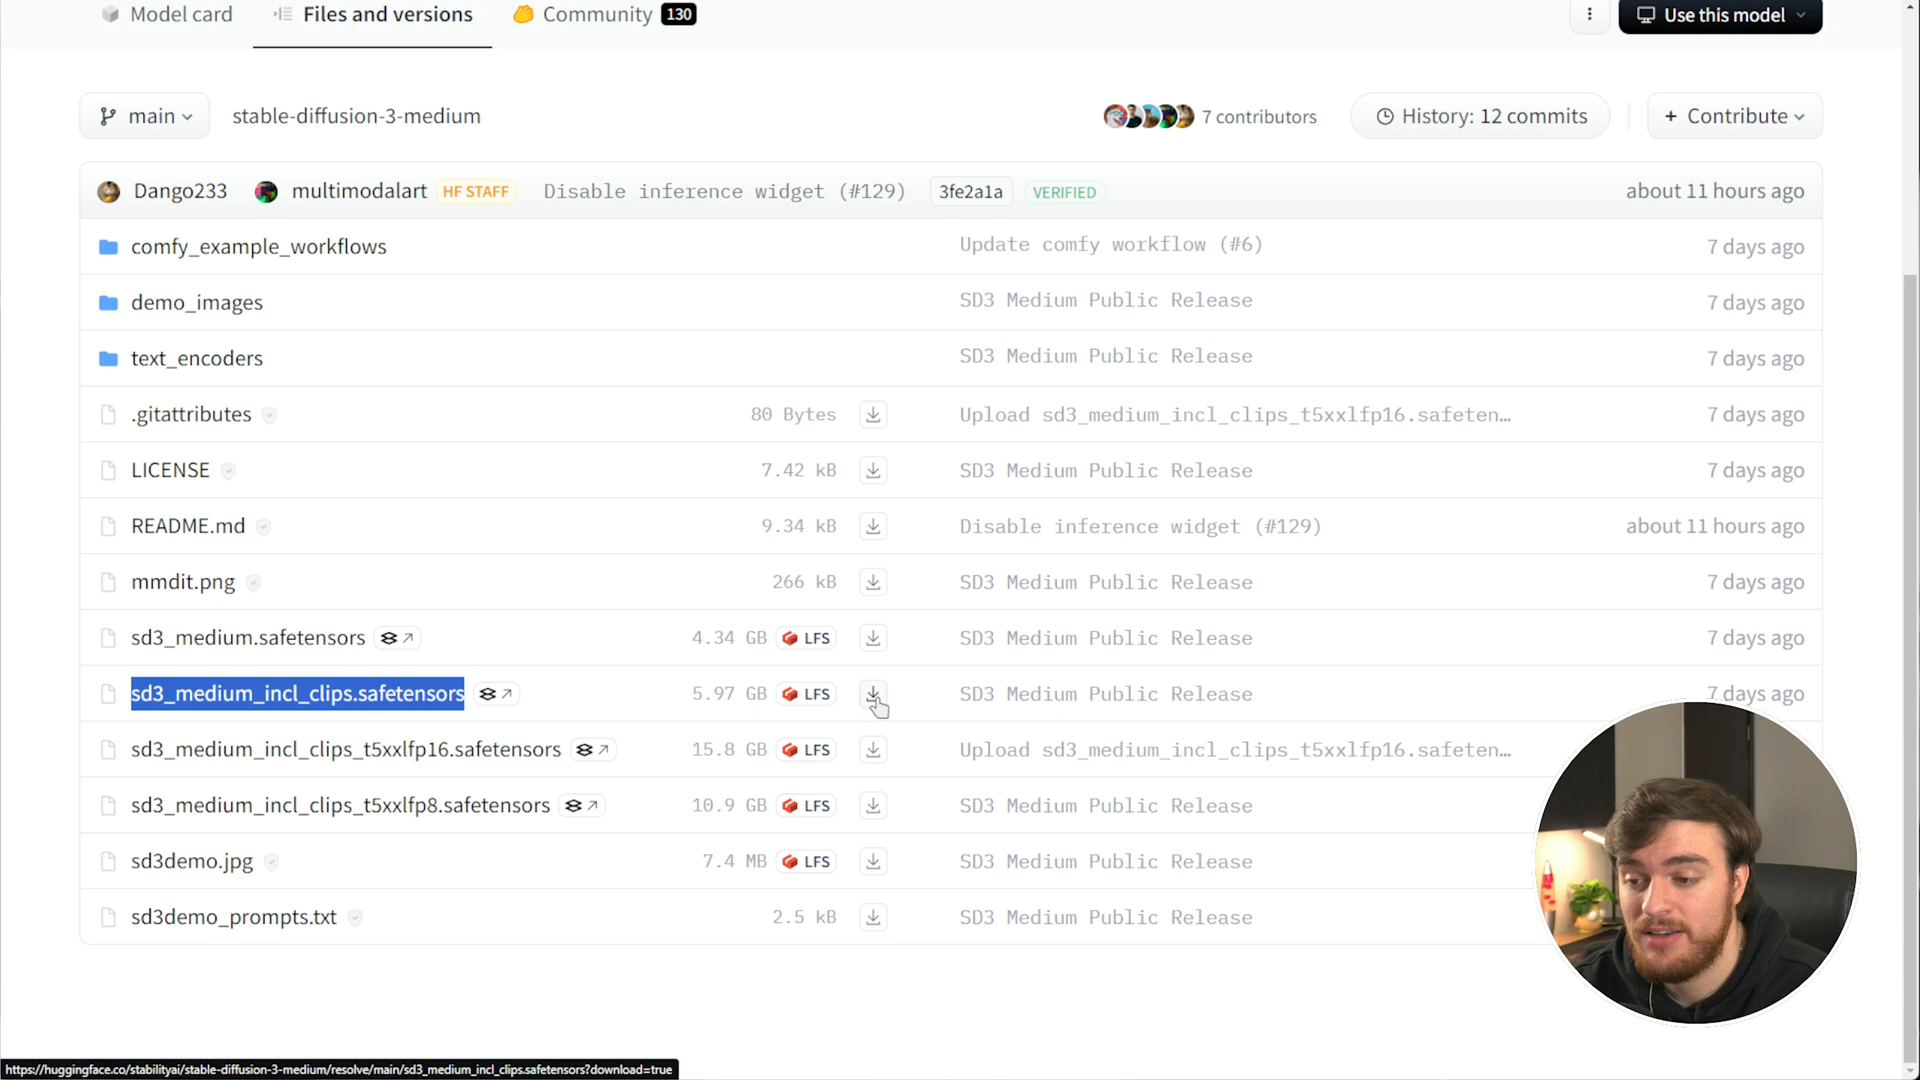 Model card Files and versions Community 130 Use this model
main stable-diffusion-3-medium 7 contributors History: 12 commits + Contribute
Dango233 multimodalart HF STAFF Disable inference widget (#129) 3fe2a1a VERIFIED about 11 hours ago
comfy_example_workflows Update comfy workflow (#6) 7 days ago
demo_images SD3 Medium Public Release 7 days ago
text_encoders SD3 Medium Public Release 7 days ago
.gitattributes 80 Bytes Upload sd3_medium_incl_clips_t5xxlfp16.safeten… 7 days ago
LICENSE 7.42 kB SD3 Medium Public Release 7 days ago
README.md 9.34 kB Disable inference widget (#129) about 11 hours ago
mmdit.png 266 kB SD3 Medium Public Release 7 days ago
sd3_medium.safetensors 4.34 GB LFS SD3 Medium Public Release 7 days ago
sd3_medium_incl_clips.safetensors 5.97 GB LFS SD3 Medium Public Release 7 days ago
sd3_medium_incl_clips_t5xxlfp16.safetensors 15.8 GB LFS Upload sd3_medium_incl_clips_t5xxlfp16.safeten…
sd3_medium_incl_clips_t5xxlfp8.safetensors 10.9 GB LFS SD3 Medium Public Release
sd3demo.jpg 7.4 MB LFS SD3 Medium Public Release
sd3demo_prompts.txt 2.5 kB SD3 Medium Public Release
https://huggingface.co/stabilityai/stable-diffusion-3-medium/resolve/main/sd3_medium_incl_clips.safetensors?download=true